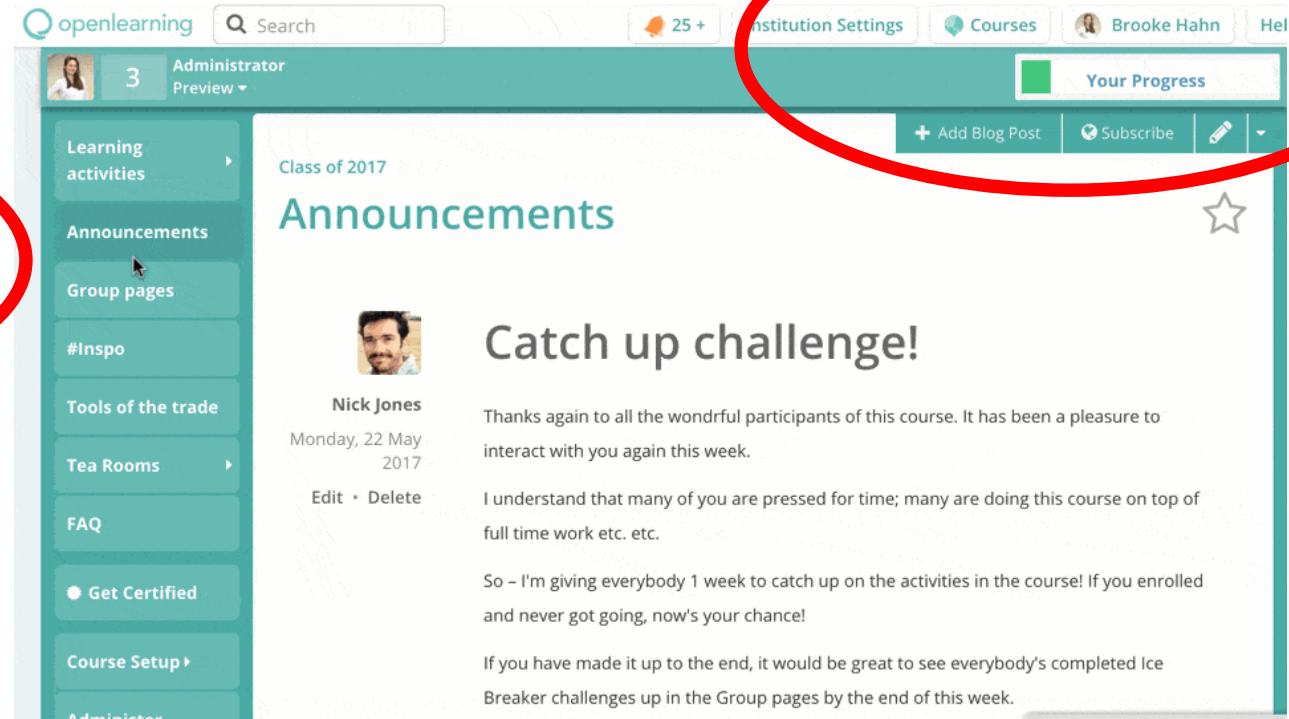 openlearning
Search
25 +
nstitution Settings
Courses
Brooke Hahn
Hel
3
Administrator
Preview
Your Progress
Learning
activities
Announcements
Group pages
#Inspo
Tools of the trade
Tea Rooms
FAQ
Get Certified
Course Setup
Administer
+ Add Blog Post
Subscribe
Class of 2017
Announcements
Nick Jones
Monday, 22 May
2017
Edit • Delete
Catch up challenge!
Thanks again to all the wondrful participants of this course. It has been a pleasure to
interact with you again this week.
I understand that many of you are pressed for time; many are doing this course on top of
full time work etc. etc.
So – I'm giving everybody 1 week to catch up on the activities in the course! If you enrolled
and never got going, now's your chance!
If you have made it up to the end, it would be great to see everybody's completed Ice
Breaker challenges up in the Group pages by the end of this week.